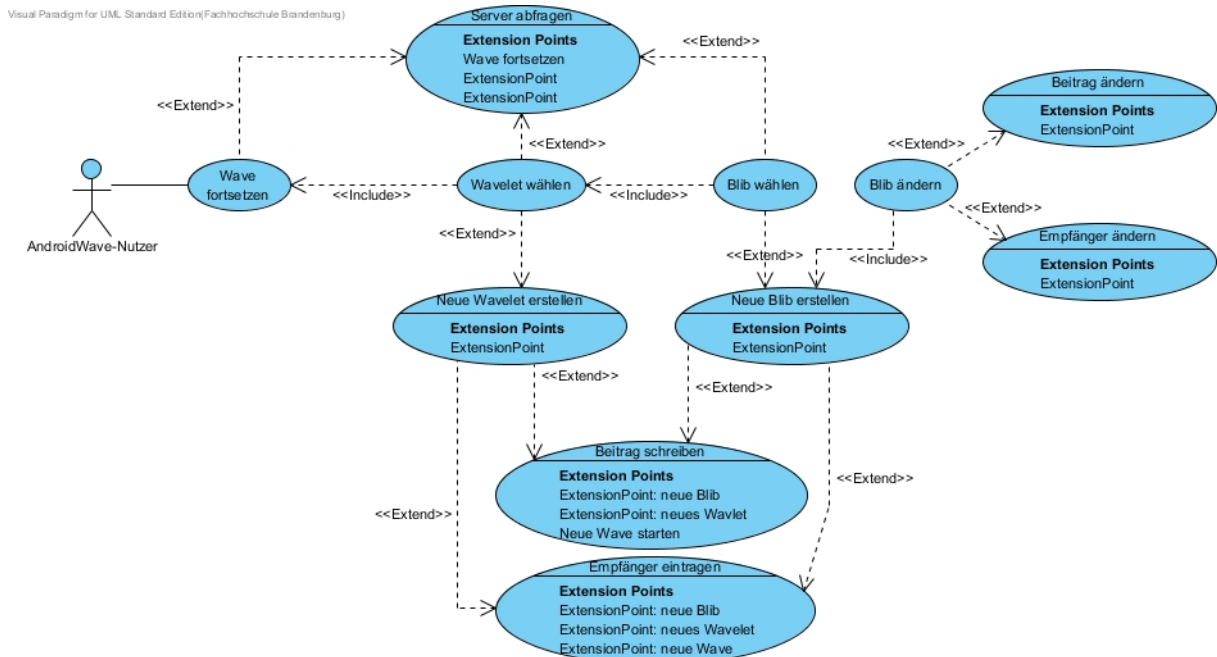 Visual Paradigm for UML Standard Edition(Fachhochschule Brandenburg)
Server abfragen
Extension Points
Wave fortsetzen
ExtensionPoint
ExtensionPoint
<<Extend>>
<<Extend>>
<<Extend>>
Beitrag ändern
Extension Points
ExtensionPoint
<<Extend>>
AndroidWave-Nutzer
Wave
fortsetzen
<<Include>>
Wavelet wählen
<<Include>>
Blib wählen
Blib ändern
<<Extend>>
Empfänger ändern
Extension Points
ExtensionPoint
<<Extend>>
<<Extend>>
<<Include>>
Neue Wavelet erstellen
Extension Points
ExtensionPoint
Neue Blib erstellen
Extension Points
ExtensionPoint
<<Extend>>
<<Extend>>
Beitrag schreiben
Extension Points
ExtensionPoint: neue Blib
ExtensionPoint: neues Wavlet
Neue Wave starten
<<Extend>>
<<Extend>>
Empfänger eintragen
Extension Points
ExtensionPoint: neue Blib
ExtensionPoint: neues Wavelet
ExtensionPoint: neue Wave